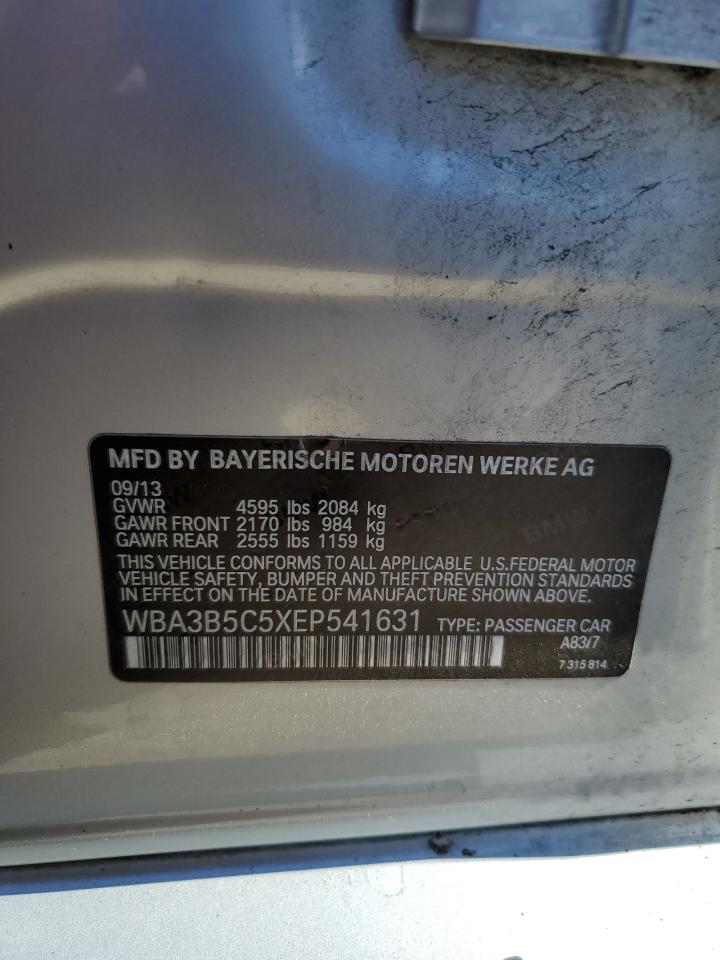 MFD BY BAYERISCHE MOTOREN WERKE AG
09/13
GVWR 4595 lbs 2084 kg
GAWR FRONT 2170 lbs 984 kg
GAWR REAR 2555 lbs 1159 kg
THIS VEHICLE CONFORMS TO ALL APPLICABLE U.S.FEDERAL MOTOR
VEHICLE SAFETY, BUMPER AND THEFT PREVENTION STANDARDS
IN EFFECT ON THE DATE OF MANUFACTURE SHOWN ABOVE.
WBA3B5C5XEP541631 TYPE: PASSENGER CAR
A83/7
7 315 814